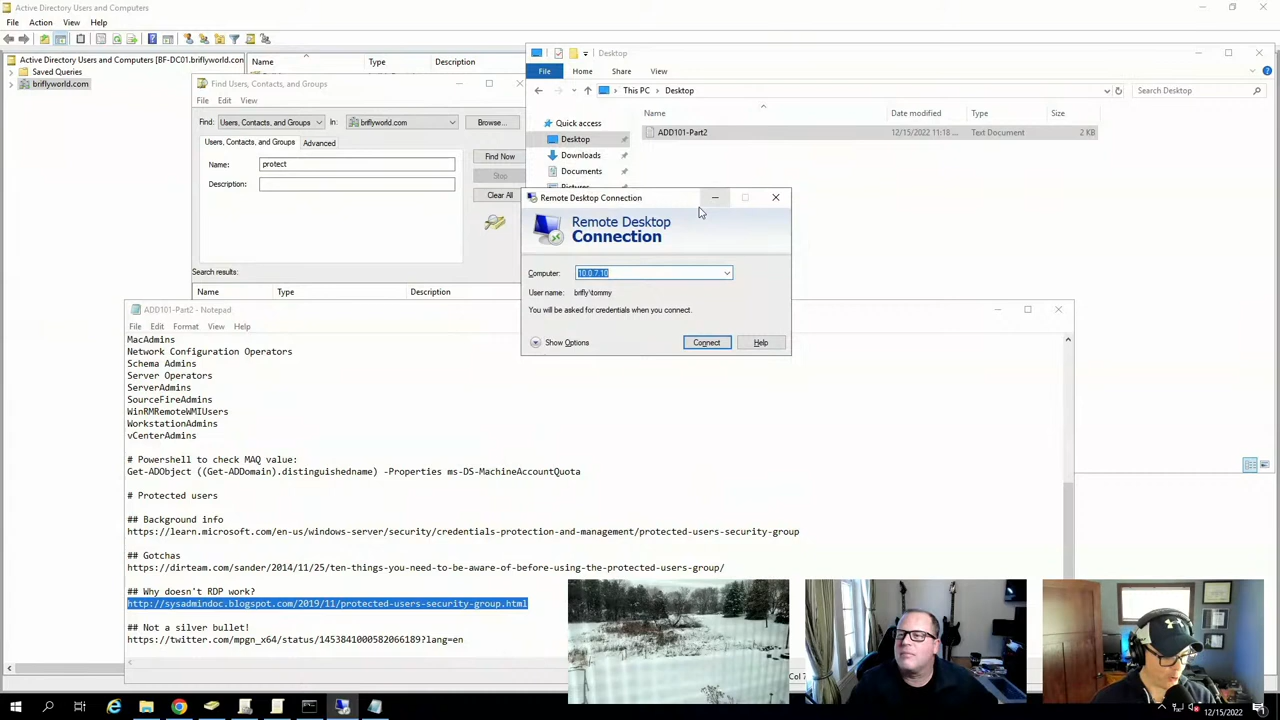 Active Directory Users and Computers
File Action View Help
Active Directory Users and Computers [BF-DC01.briflyworld.con
Saved Queries
briflyworld.com
Name Type Description
Find Users, Contacts, and Groups
File Edit View
Find: Users, Contacts, and Groups In: briflyworld.com Browse...
Users, Contacts, and Groups Advanced
Name: protect
Description:
Find Now
Stop
Clear All
Search results:
Name Type Description
Desktop
File Home Share View
This PC Desktop Search Desktop
Name Date modified Type Size
Quick access
Desktop
Downloads
Documents
Pictures
ADD101-Part2 12/15/2022 11:18 ... Text Document 2 KB
Remote Desktop Connection
Remote Desktop
Connection
Computer: 10.0.7.10
User name: brifly\tommy
You will be asked for credentials when you connect.
Show Options Connect Help
ADD101-Part2 - Notepad
File Edit Format View Help
MacAdmins
Network Configuration Operators
Schema Admins
Server Operators
ServerAdmins
SourceFireAdmins
WinRMRemoteWMIUsers
WorkstationAdmins
vCenterAdmins
# Powershell to check MAQ value:
Get-ADObject ((Get-ADDomain).distinguishedname) -Properties ms-DS-MachineAccountQuota
# Protected users
## Background info
https://learn.microsoft.com/en-us/windows-server/security/credentials-protection-and-management/protected-users-security-group
## Gotchas
https://dirteam.com/sander/2014/11/25/ten-things-you-need-to-be-aware-of-before-using-the-protected-users-group/
## Why doesn't RDP work?
http://sysadmindoc.blogspot.com/2019/11/protected-users-security-group.html
## Not a silver bullet!
https://twitter.com/mpgn_x64/status/1453841000582066189?lang=en
Col 7
12/15/2022